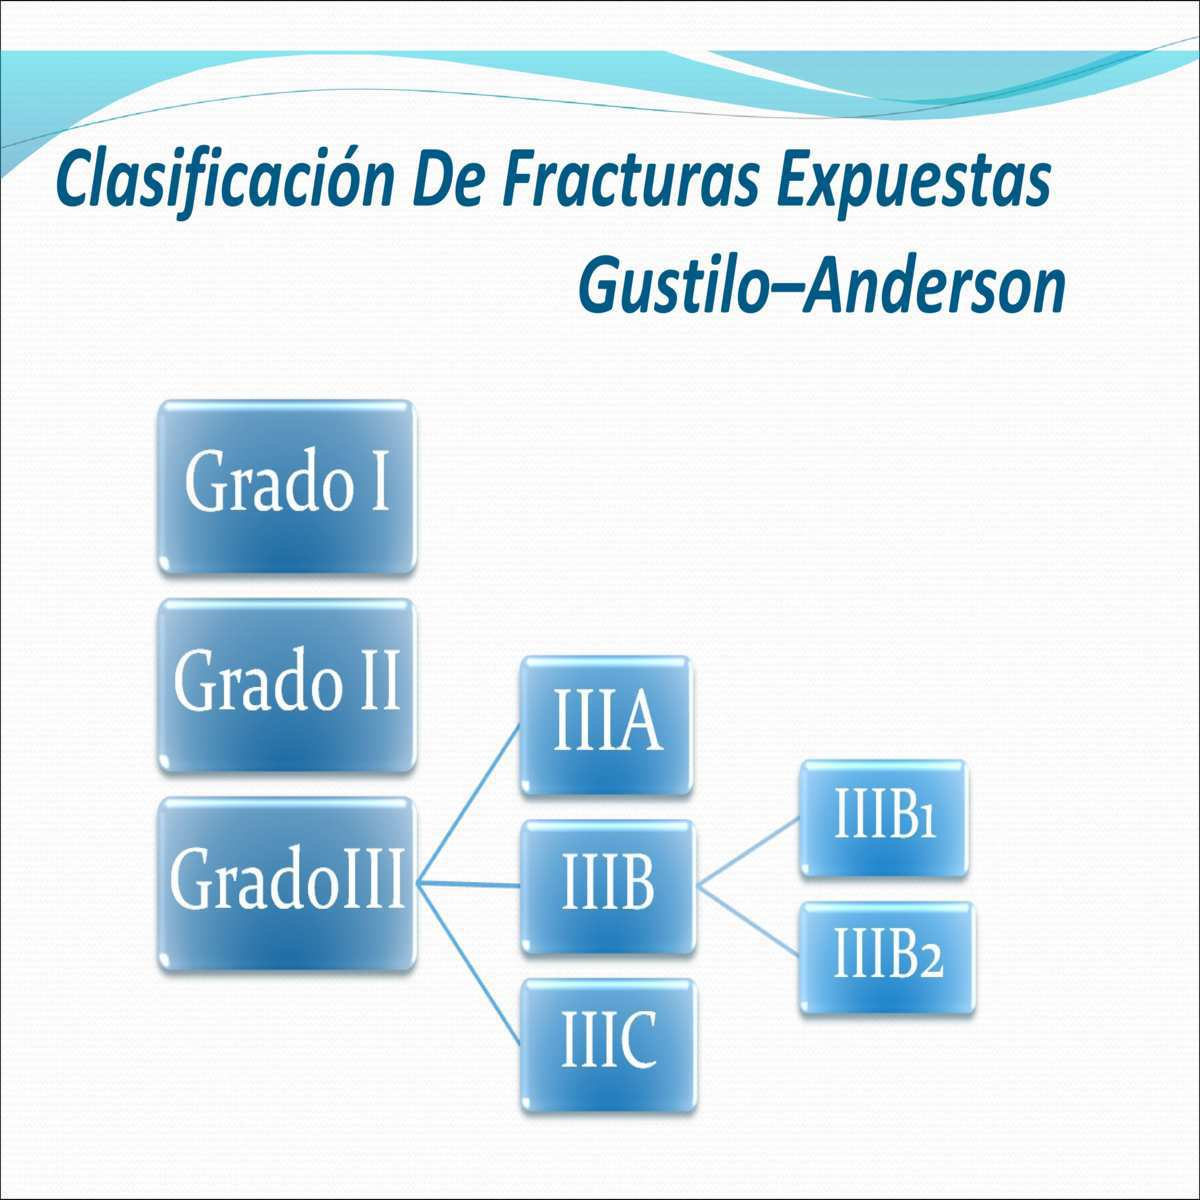 Clasificación De Fracturas Expuestas
Gustilo–Anderson
Grado I
Grado II
GradoIII
IIIA
IIIB
IIIC
IIIB1
IIIB2